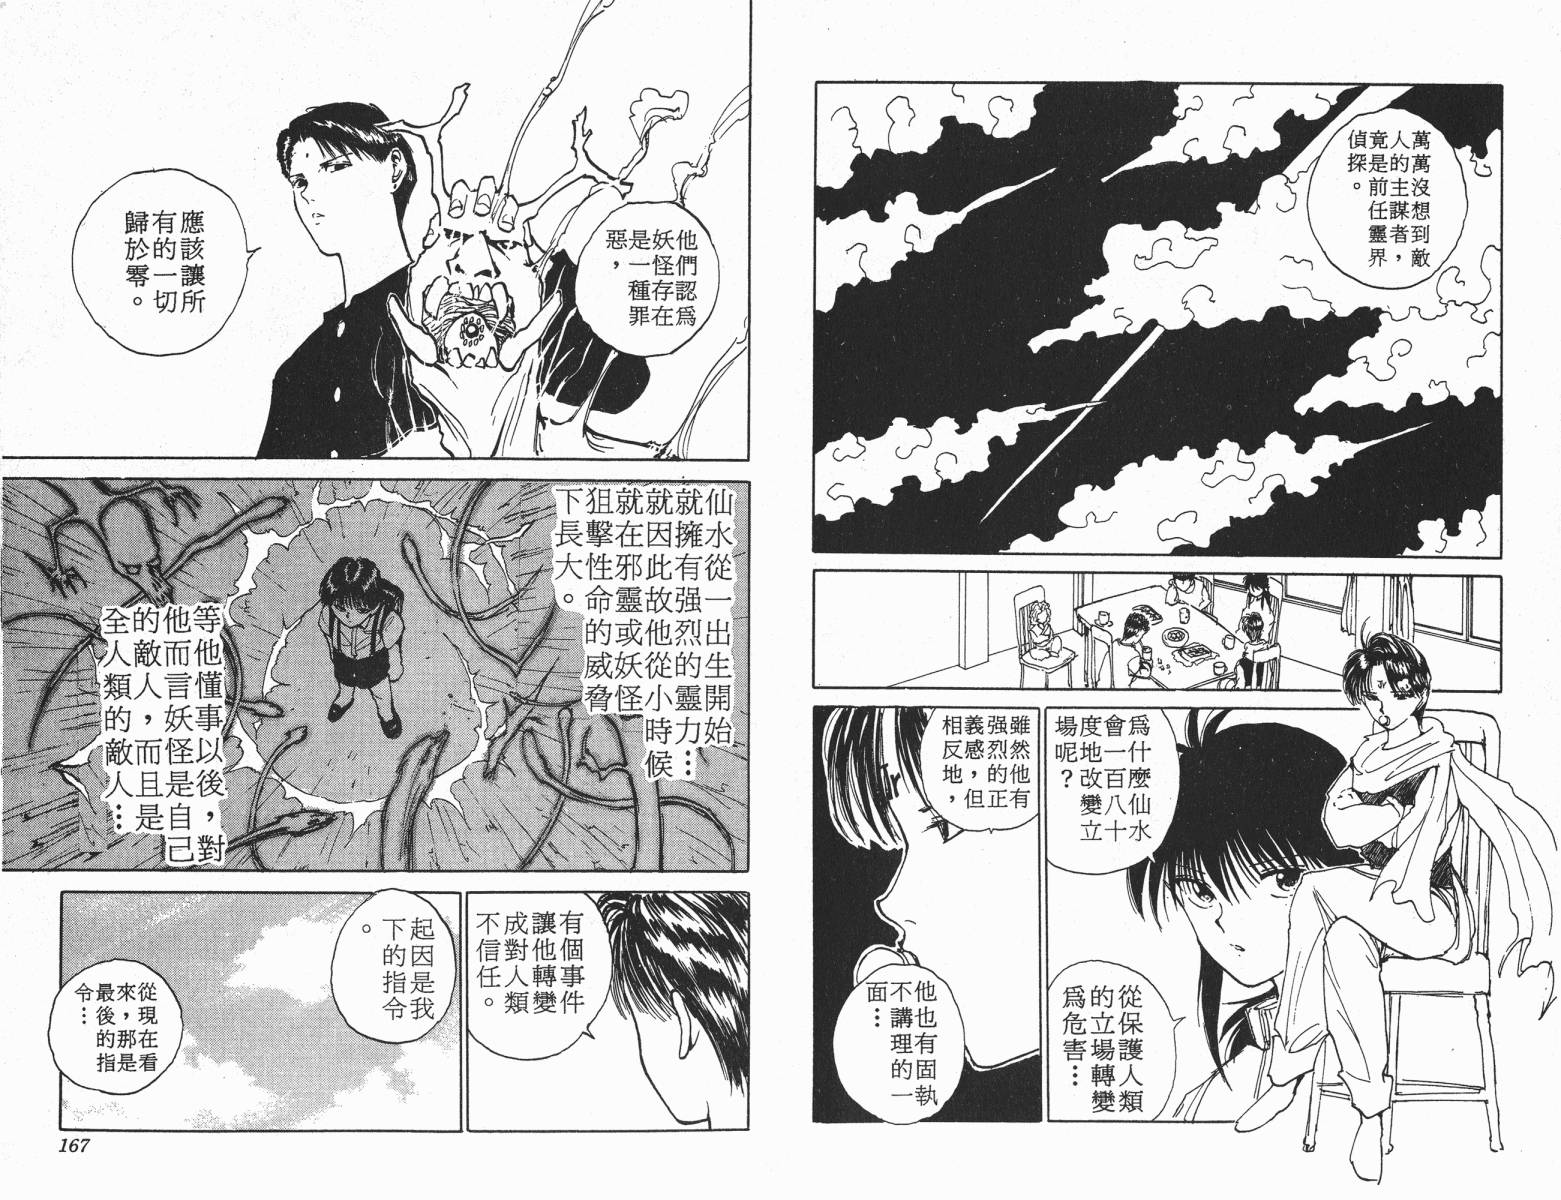 萬萬沒想到敵
人的主謀者，
竟是前任靈界
偵探。
爲什麼仙水
會一百八十
度地改變立
場呢？
從保護人類
的立場轉變
爲危害…
雖然他有
强烈的正
義感，但
相反地，
他也有固執
不講理的一
面…
他們認爲
妖怪存在
是一種罪
惡，
應該讓所
有的一切
歸於零。
仙水從一出生開始
就擁有强烈的靈力…
就因此故他從小時候
就在邪靈或妖怪
狙擊性命的威脅
下長大。
等他懂事以後，對
他而言妖怪是自己
的敵人，而且是
全人類的敵人…
有個事件
讓他轉變
成對人類
不信任。
起因是我
下的指令
。
從現在看
來，那是
最後的指
令…
167